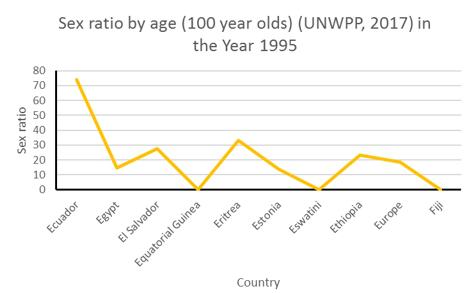 Sex ratio by age (100 year olds) (UNWPP, 2017) in
the Year 1995
80
70
60
50
40
30
20
10
0
Sex ratio
Ecuador
Egypt
El Salvador
Equatorial Guinea
Eritrea
Estonia
Eswatini
Ethiopia
Europe
Fiji
Country